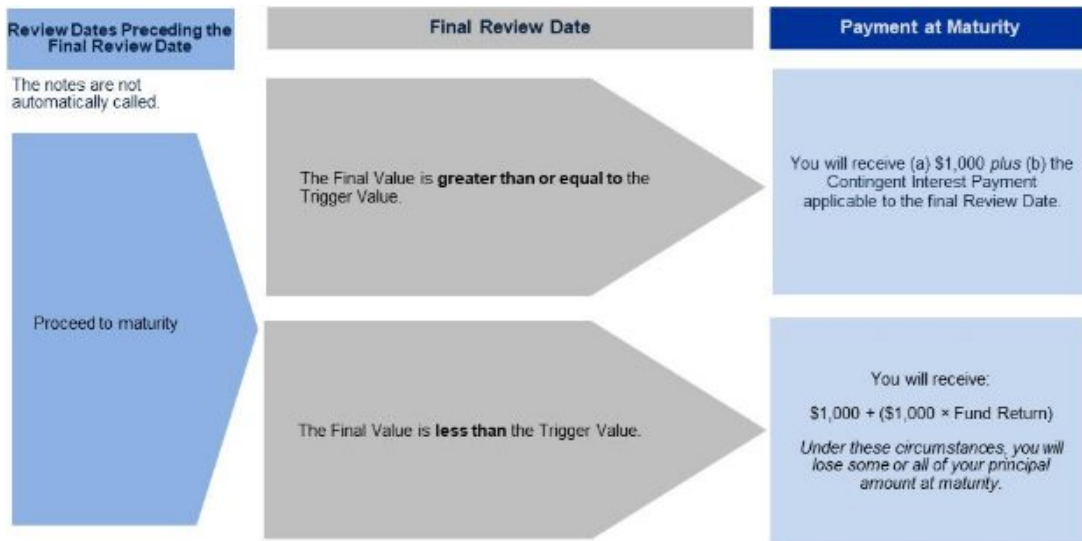 Review Dates Preceding the
Final Review Date
Final Review Date
Payment at Maturity
The notes are not
automatically called.
Proceed to maturity
The Final Value is greater than or equal to the
Trigger Value.
You will receive (a) $1,000 plus (b) the
Contingent Interest Payment
applicable to the final Review Date.
The Final Value is less than the Trigger Value.
You will receive:
$1,000 + ($1,000 × Fund Return)
Under these circumstances, you will
lose some or all of your principal
amount at maturity.